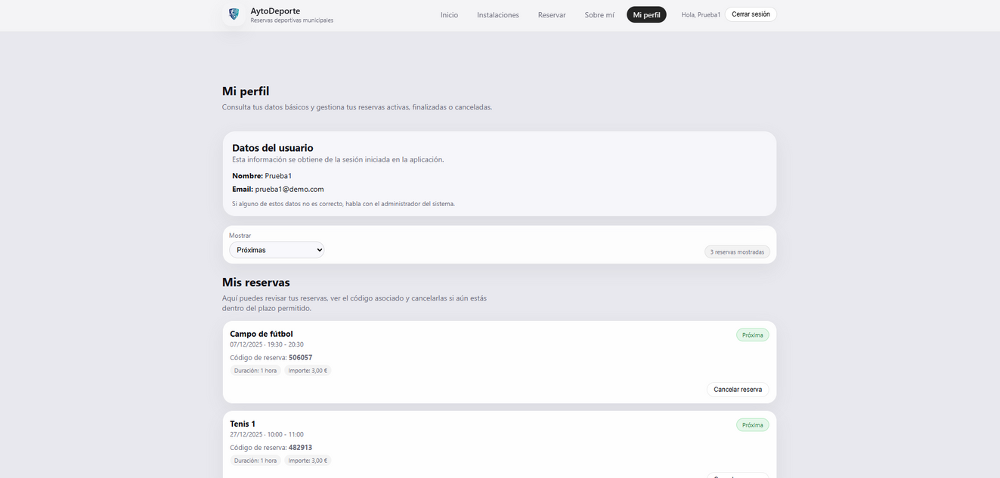 AytoDeporte
Reservas deportivas municipales
Inicio Instalaciones Reservar Sobre mí Mi perfil Hola, Prueba1 Cerrar sesión
Mi perfil
Consulta tus datos básicos y gestiona tus reservas activas, finalizadas o canceladas.
Datos del usuario
Esta información se obtiene de la sesión iniciada en la aplicación.
Nombre: Prueba1
Email: prueba1@demo.com
Si alguno de estos datos no es correcto, habla con el administrador del sistema.
Mostrar
Próximas
3 reservas mostradas
Mis reservas
Aquí puedes revisar tus reservas, ver el código asociado y cancelarlas si aún estás
dentro del plazo permitido.
Campo de fútbol
Próxima
07/12/2025 · 19:30 - 20:30
Código de reserva: 506057
Duración: 1 hora Importe: 3,00 €
Cancelar reserva
Tenis 1
Próxima
27/12/2025 · 10:00 - 11:00
Código de reserva: 482913
Duración: 1 hora Importe: 3,00 €